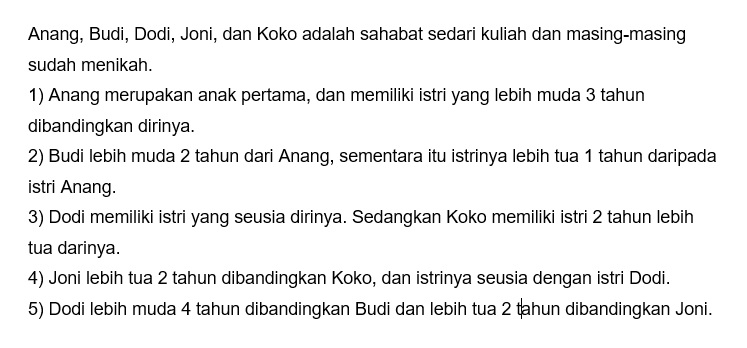 Anang, Budi, Dodi, Joni, dan Koko adalah sahabat sedari kuliah dan masing-masing
sudah menikah.
1) Anang merupakan anak pertama, dan memiliki istri yang lebih muda 3 tahun
dibandingkan dirinya.
2) Budi lebih muda 2 tahun dari Anang, sementara itu istrinya lebih tua 1 tahun daripada
istri Anang.
3) Dodi memiliki istri yang seusia dirinya. Sedangkan Koko memiliki istri 2 tahun lebih
tua darinya.
4) Joni lebih tua 2 tahun dibandingkan Koko, dan istrinya seusia dengan istri Dodi.
5) Dodi lebih muda 4 tahun dibandingkan Budi dan lebih tua 2 tahun dibandingkan Joni.